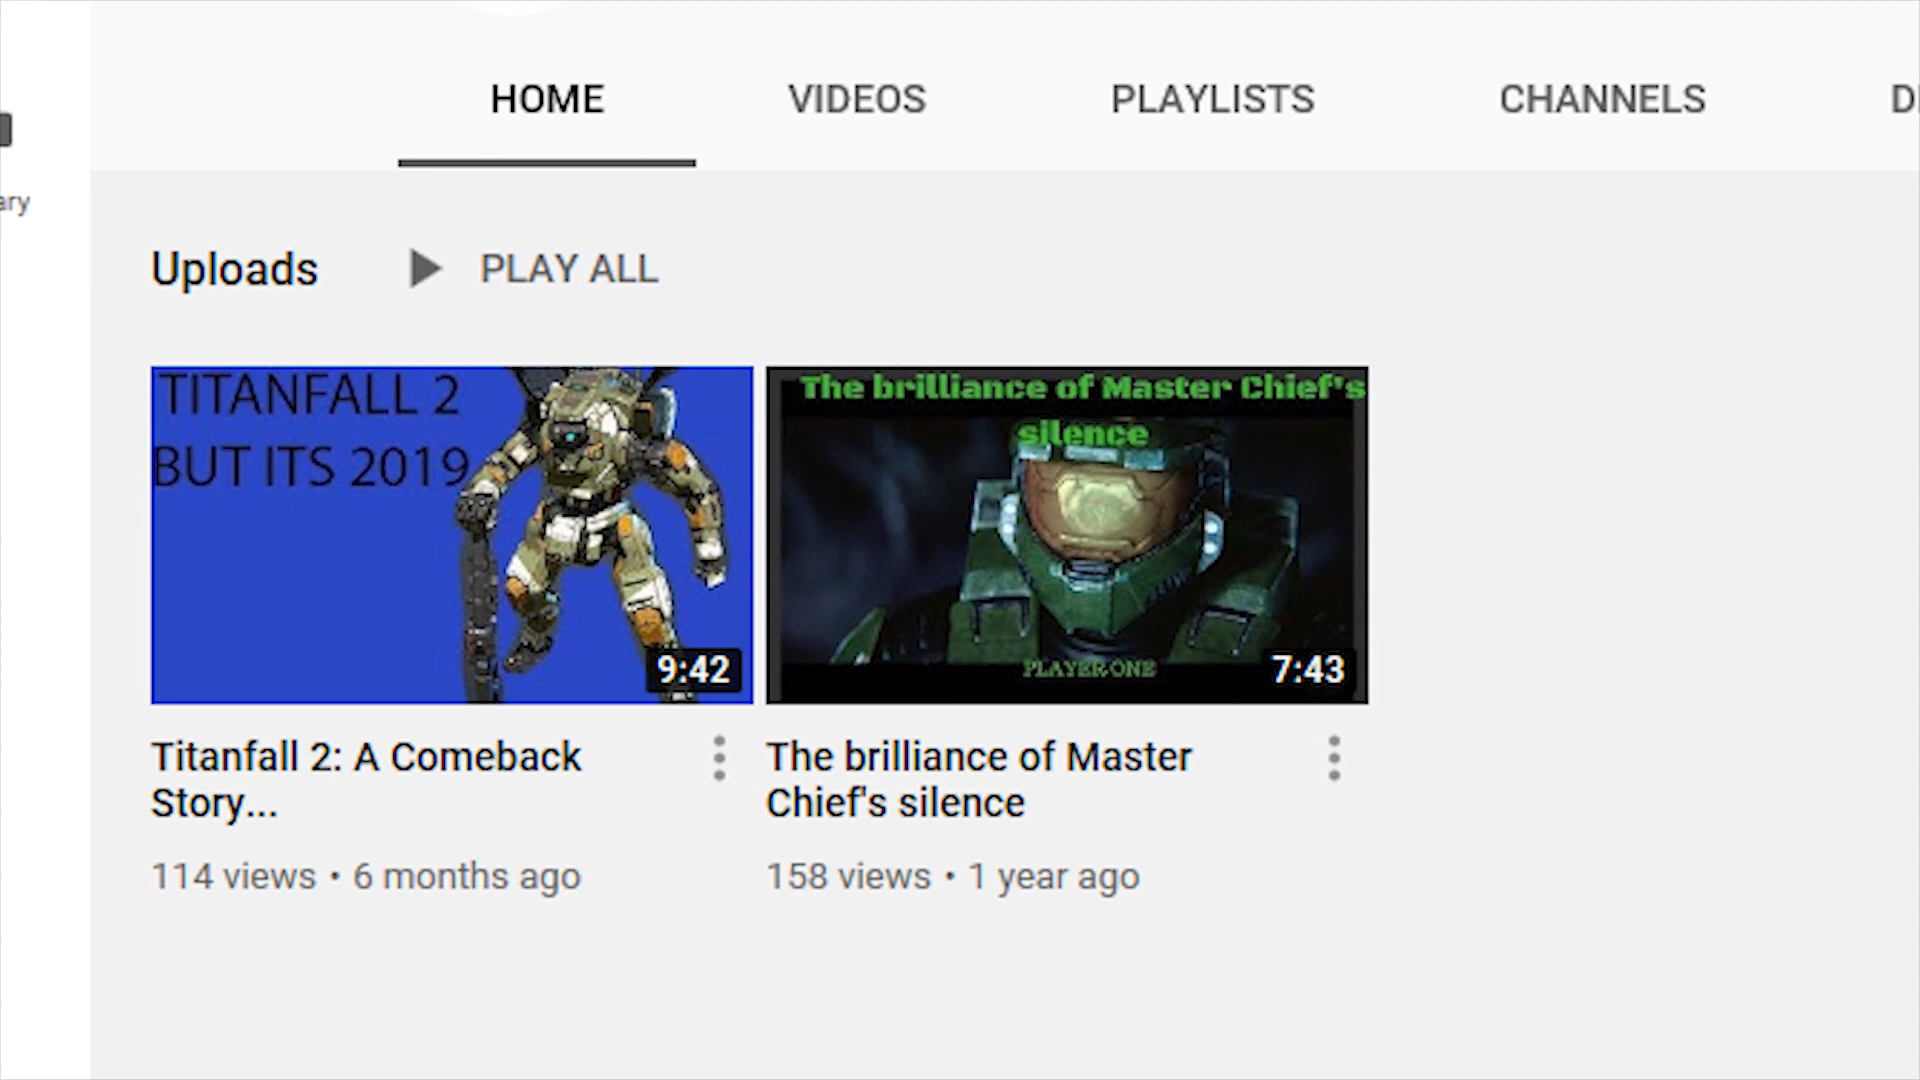 HOME VIDEOS PLAYLISTS CHANNELS
ary
Uploads PLAY ALL
TITANFALL 2
BUT ITS 2019
9:42
The brilliance of Master Chief's
silence
PLAYER ONE
7:43
Titanfall 2: A Comeback
Story...
114 views • 6 months ago
The brilliance of Master
Chief's silence
158 views • 1 year ago